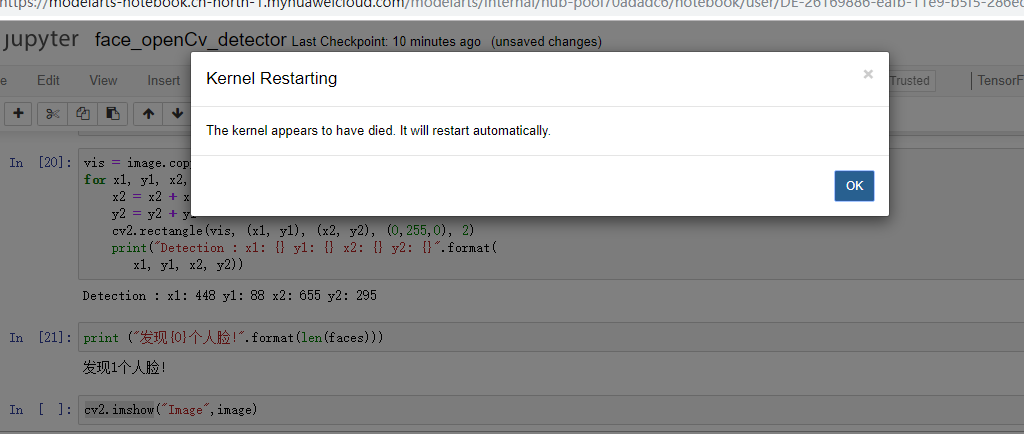 https://modelarts-notebook.cn-north-1.myhuaweicloud.com/modelarts/internal/hub-pool70adadc6/notebook/user/DE-26169886-eafb-11e9-b5f5-286ed
jupyter face_openCv_detector Last Checkpoint: 10 minutes ago (unsaved changes)
Kernel Restarting ×
e Edit View Insert Trusted TensorF
The kernel appears to have died. It will restart automatically.
OK
In [20]: vis = image.cop
for x1, y1, x2,
x2 = x2 + x
y2 = y2 + y1
cv2.rectangle(vis, (x1, y1), (x2, y2), (0,255,0), 2)
print("Detection : x1: {} y1: {} x2: {} y2: {}".format(
x1, y1, x2, y2))
Detection : x1: 448 y1: 88 x2: 655 y2: 295
In [21]: print ("发现{0}个人脸!".format(len(faces)))
发现1个人脸!
In [ ]: cv2.imshow("Image",image)